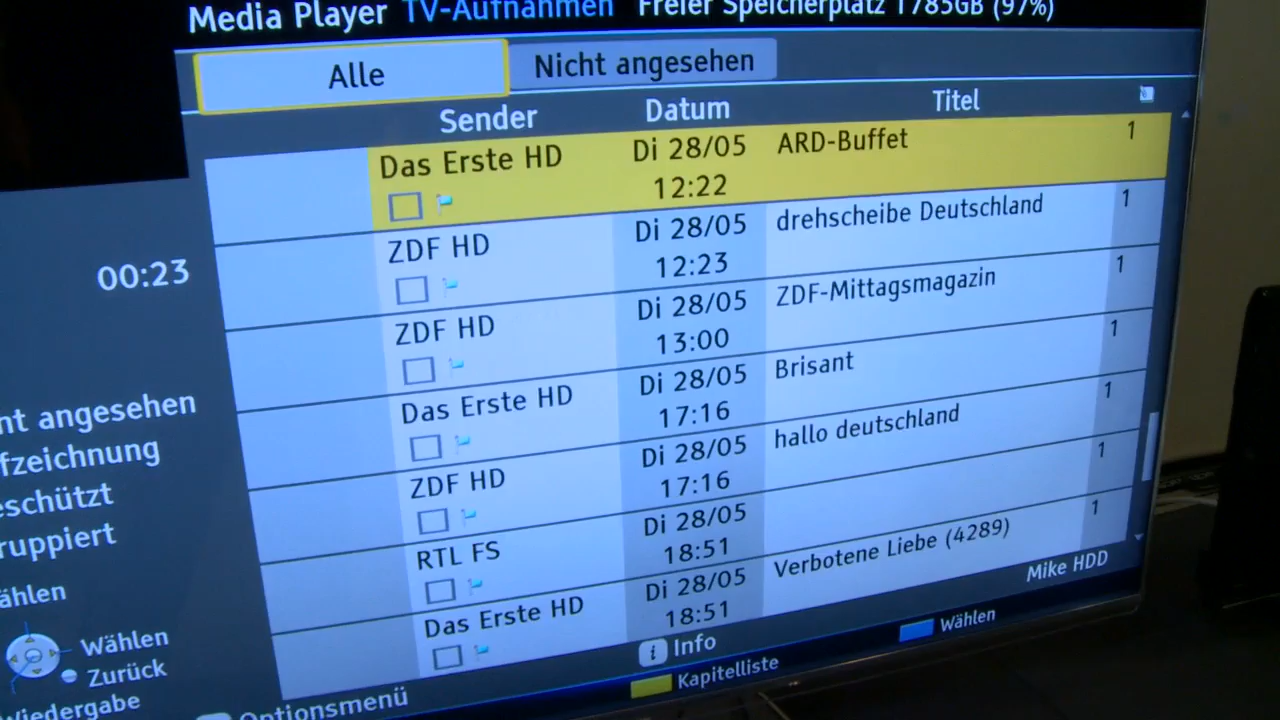 Media Player TV-Aufnahmen Freier Speicherplatz 1785GB (97%)
Alle Nicht angesehen
Sender Datum Titel
Das Erste HD Di 28/05 ARD-Buffet 1
12:22
ZDF HD Di 28/05 drehscheibe Deutschland 1
12:23
ZDF HD Di 28/05 ZDF-Mittagsmagazin 1
13:00
Das Erste HD Di 28/05 Brisant 1
17:16
ZDF HD Di 28/05 hallo deutschland 1
17:16
RTL FS Di 28/05 1
18:51
Das Erste HD Di 28/05 Verbotene Liebe (4289) 1
18:51
00:23
nt angesehen
fzeichnung
eschützt
ruppiert
ählen
Wählen
Zurück
Wiedergabe
Optionsmenü
Mike HDD
i Info
Wählen
Kapitelliste